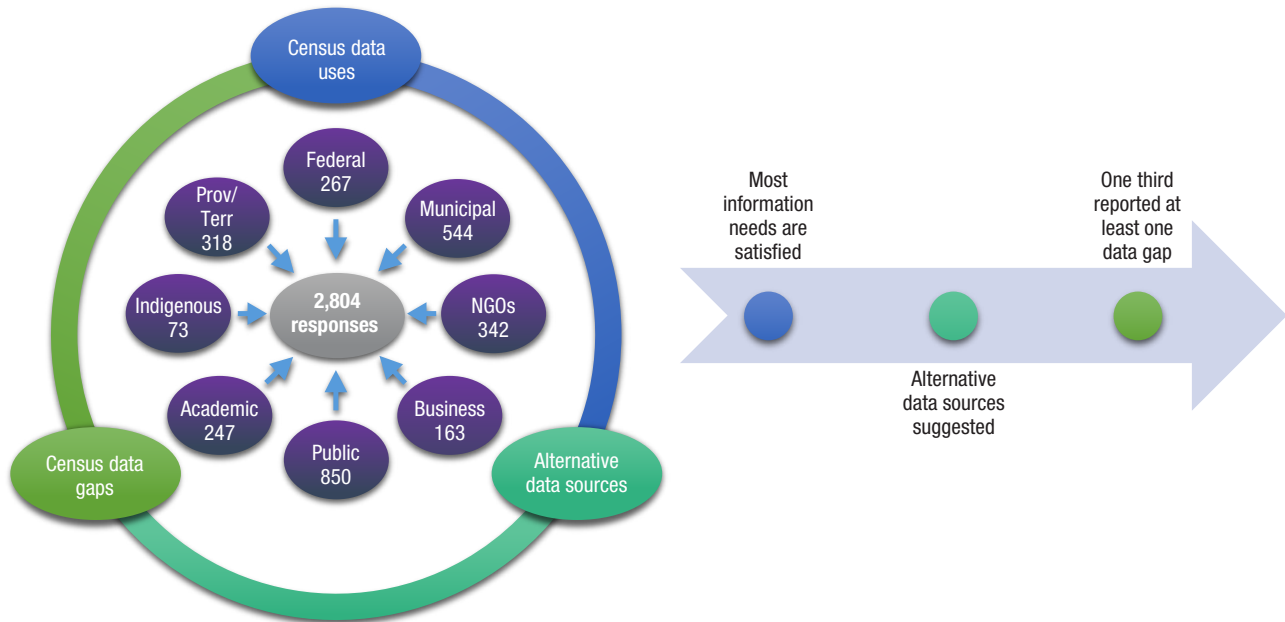 Census data
uses
Federal
267
Municipal
544
NGOs
342
Business
163
Public
850
Academic
247
Indigenous
73
Prov/
Terr
318
2,804
responses
Alternative
data sources
Census data
gaps
Most
information
needs are
satisfied
Alternative
data sources
suggested
One third
reported at
least one
data gap